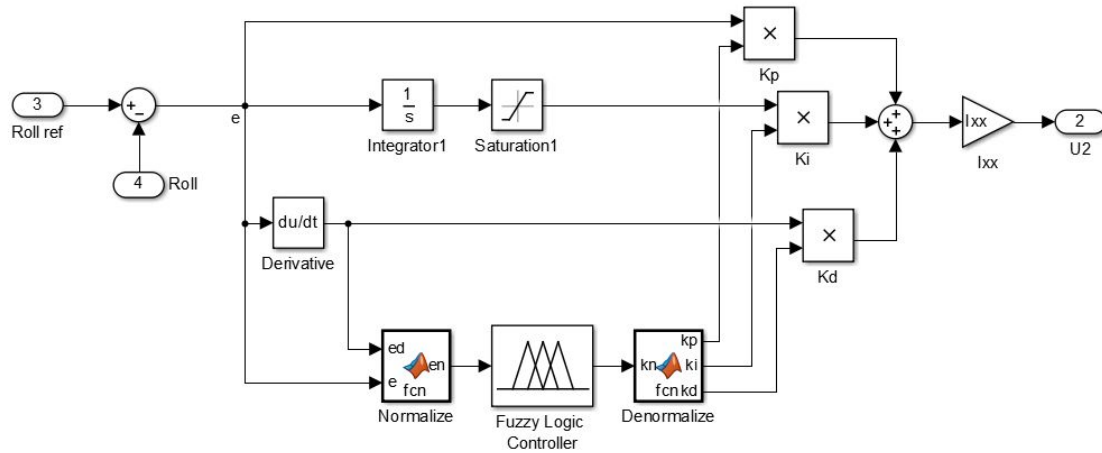 ×
Kp
3
Roll ref
+
−
e
1
s
Integrator1
Saturation1
×
Ki
+
+
+
Ixx
Ixx
2
U2
4
Roll
du/dt
Derivative
×
Kd
ed
en
e
fcn
Normalize
Fuzzy Logic
Controller
kp
kn
ki
fcn
kd
Denormalize